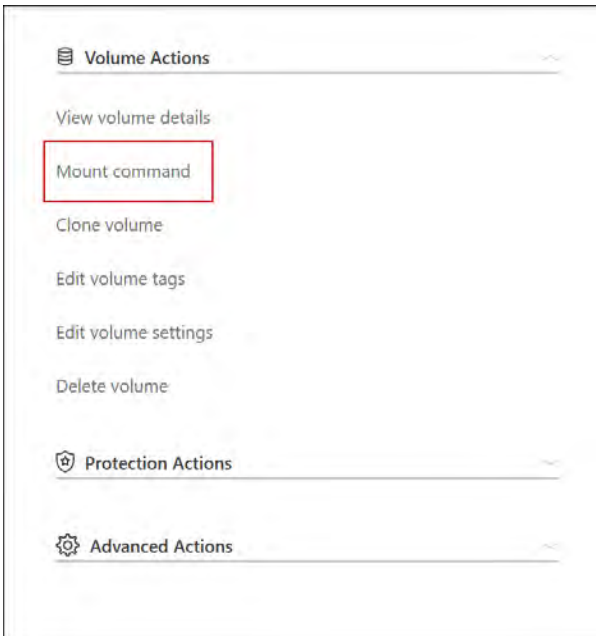 Volume Actions
View volume details
Mount command
Clone volume
Edit volume tags
Edit volume settings
Delete volume
Protection Actions
Advanced Actions